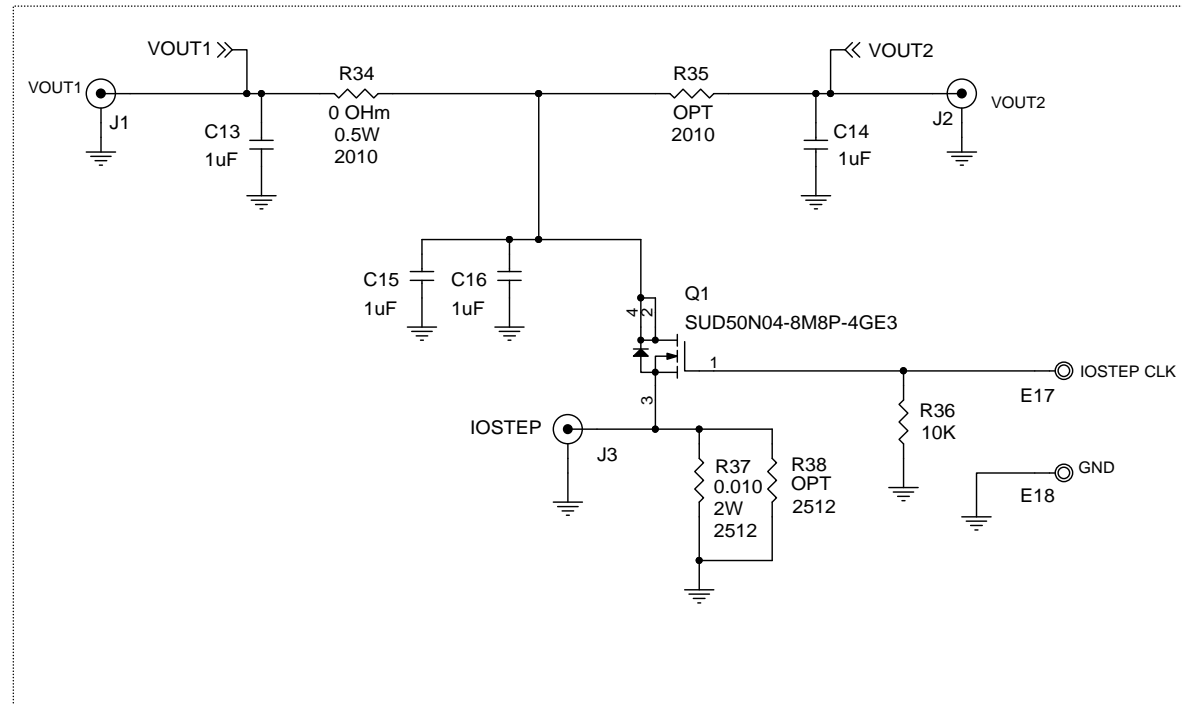 VOUT1
VOUT2
VOUT1
J1
C13
1uF
R34
0 OHm
0.5W
2010
R35
OPT
2010
C14
1uF
J2
VOUT2
C15
1uF
C16
1uF
4
2
Q1
SUD50N04-8M8P-4GE3
1
3
IOSTEP
J3
R37
0.010
2W
2512
R38
OPT
2512
R36
10K
E17
IOSTEP CLK
GND
E18